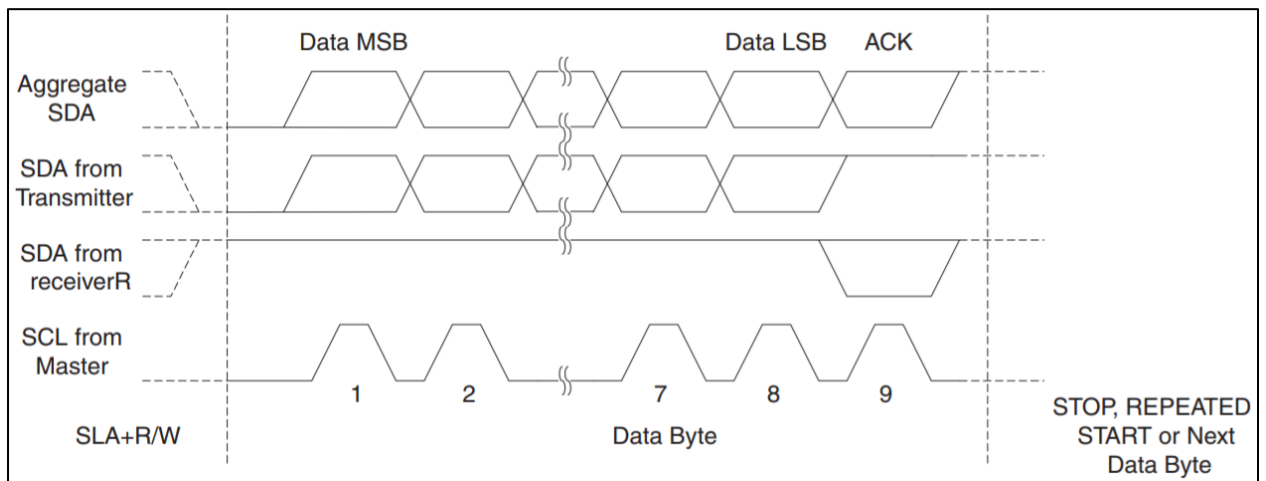 Data MSB
Data LSB
ACK
Aggregate
SDA
SDA from
Transmitter
SDA from
receiverR
SCL from
Master
1
2
7
8
9
SLA+R/W
Data Byte
STOP, REPEATED
START or Next
Data Byte